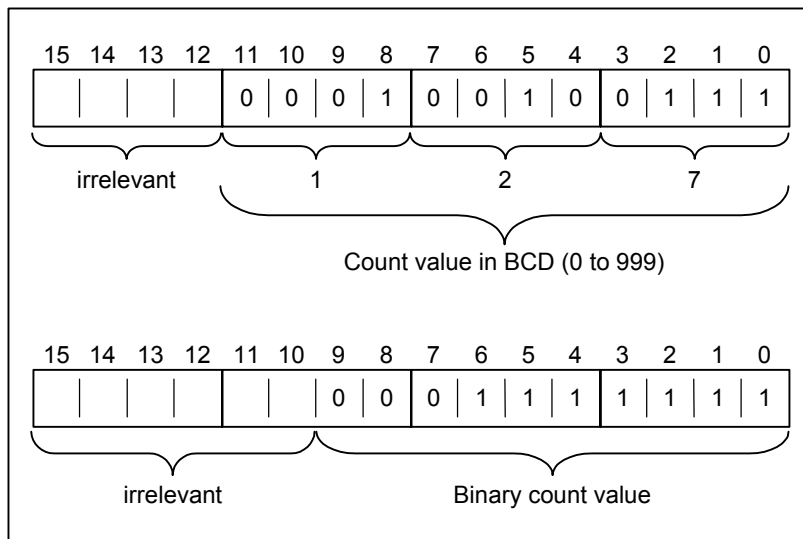 15 14 13 12 11 10 9 8 7 6 5 4 3 2 1 0
0 0 0 1 0 0 1 0 0 1 1 1
irrelevant 1 2 7
Count value in BCD (0 to 999)
15 14 13 12 11 10 9 8 7 6 5 4 3 2 1 0
0 0 0 1 1 1 1 1 1 1
irrelevant Binary count value